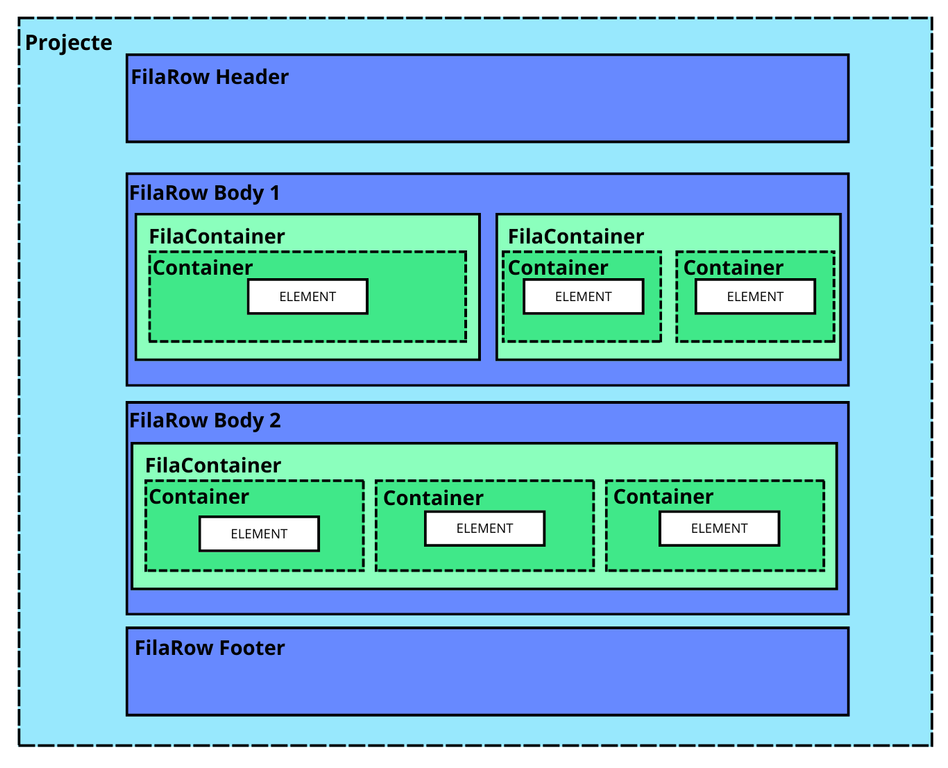 Projecte
FilaRow Header
FilaRow Body 1
FilaContainer
Container
ELEMENT
FilaContainer
Container
ELEMENT
Container
ELEMENT
FilaRow Body 2
FilaContainer
Container
ELEMENT
Container
ELEMENT
Container
ELEMENT
FilaRow Footer